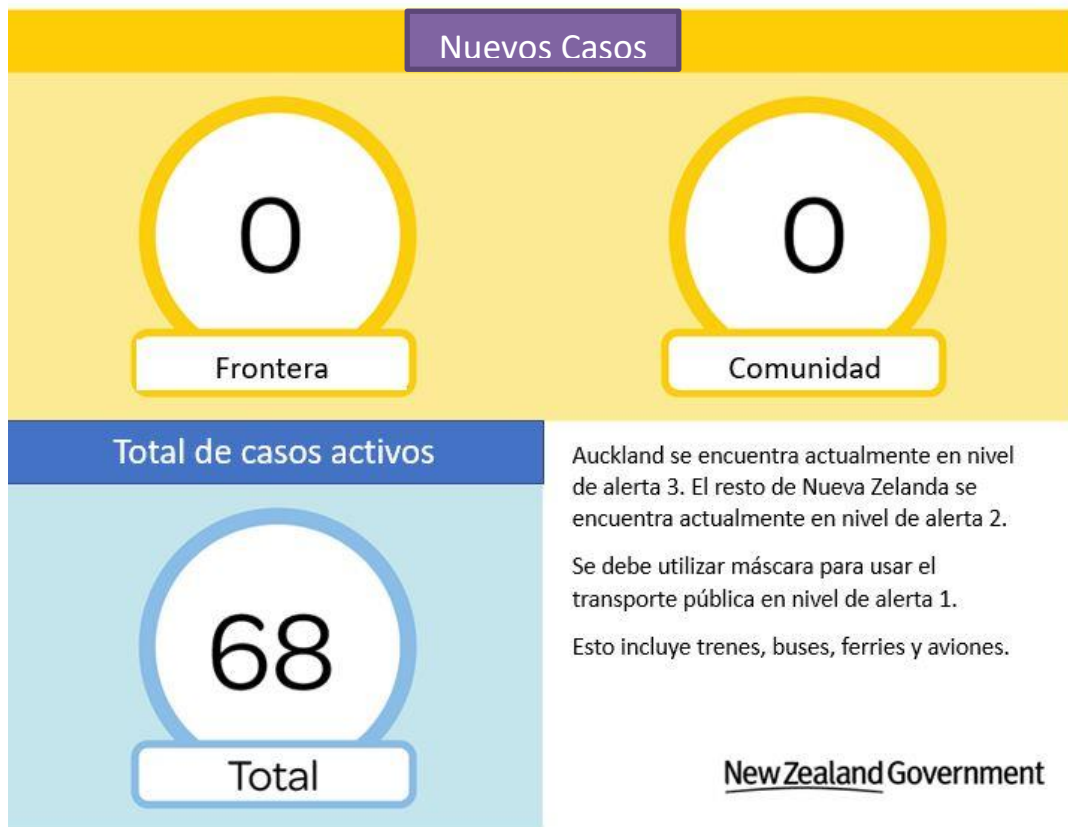 Nuevos Casos
0
0
Frontera
Comunidad
Total de casos activos
68
Total
Auckland se encuentra actualmente en nivel
de alerta 3. El resto de Nueva Zelanda se
encuentra actualmente en nivel de alerta 2.
Se debe utilizar máscara para usar el
transporte pública en nivel de alerta 1.
Esto incluye trenes, buses, ferries y aviones.
New Zealand Government